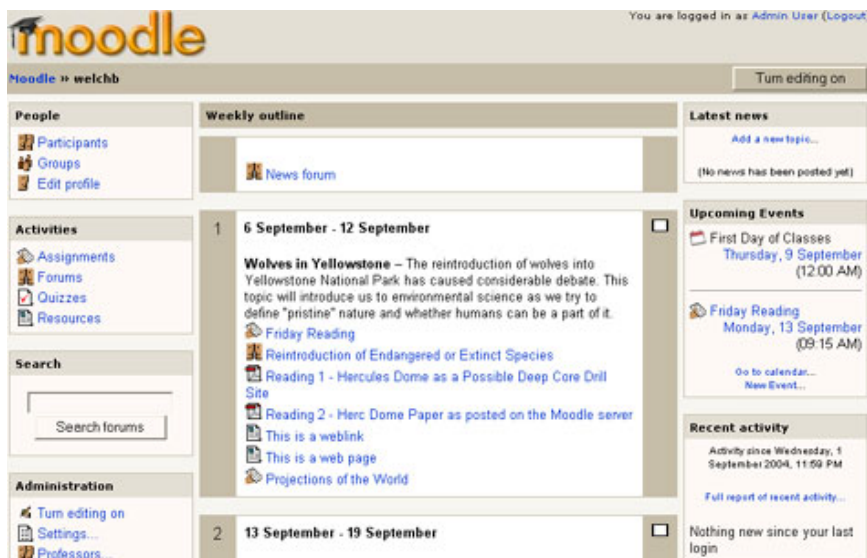 You are logged in as Admin User (Logout
moodle
Moodle » welchb
Turn editing on
People
Participants
Groups
Edit profile
Activities
Assignments
Forums
Quizzes
Resources
Search
Search forums
Administration
Turn editing on
Settings...
Professors...
Weekly outline
News forum
1
6 September - 12 September
Wolves in Yellowstone – The reintroduction of wolves into
Yellowstone National Park has caused considerable debate. This
topic will introduce us to environmental science as we try to
define "pristine" nature and whether humans can be a part of it.
Friday Reading
Reintroduction of Endangered or Extinct Species
Reading 1 - Hercules Dome as a Possible Deep Core Drill
Site
Reading 2 - Herc Dome Paper as posted on the Moodle server
This is a weblink
This is a web page
Projections of the World
2
13 September - 19 September
Latest news
Add a new topic...
(No news has been posted yet)
Upcoming Events
First Day of Classes
Thursday, 9 September
(12:00 AM)
Friday Reading
Monday, 13 September
(09:15 AM)
Go to calendar...
New Event...
Recent activity
Activity since Wednesday, 1
September 2004, 11:59 PM
Full report of recent activity...
Nothing new since your last
login